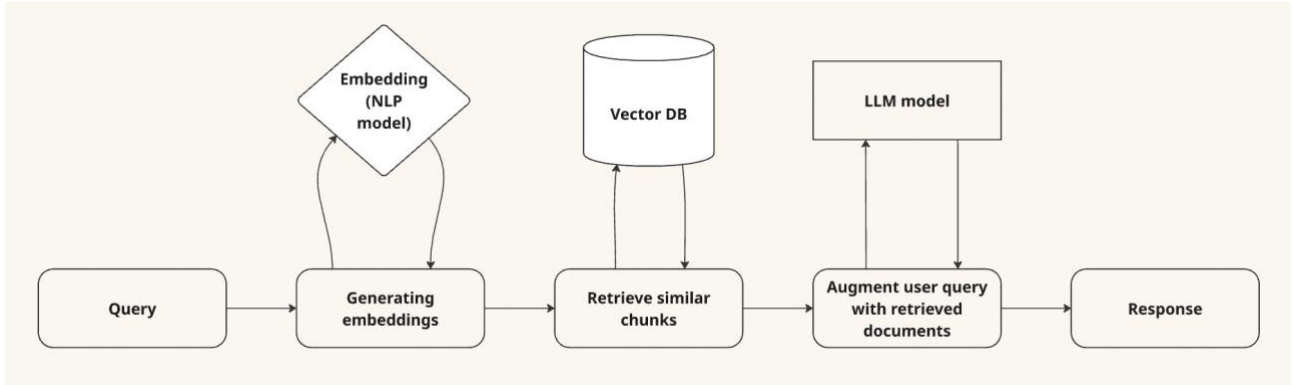 Embedding
(NLP
model)
Vector DB
LLM model
Query
Generating
embeddings
Retrieve similar
chunks
Augment user query
with retrieved
documents
Response